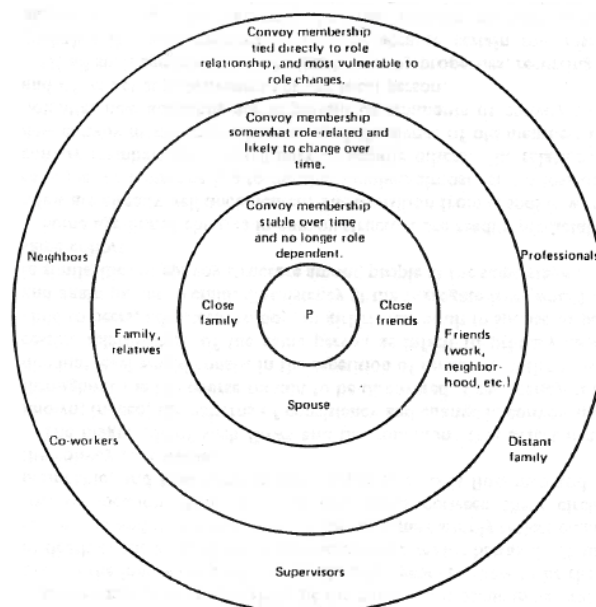 Convoy membership
tied directly to role
relationship, and most vulnerable to
role changes.
Convoy membership
somewhat role-related and
likely to change over
time.
Convoy membership
stable over time
and no longer role
dependent.
Neighbors
Professionals
Close
family
P
Close
friends
Family,
relatives
Friends
(work,
neighbor-
hood, etc.)
Spouse
Co-workers
Distant
family
Supervisors